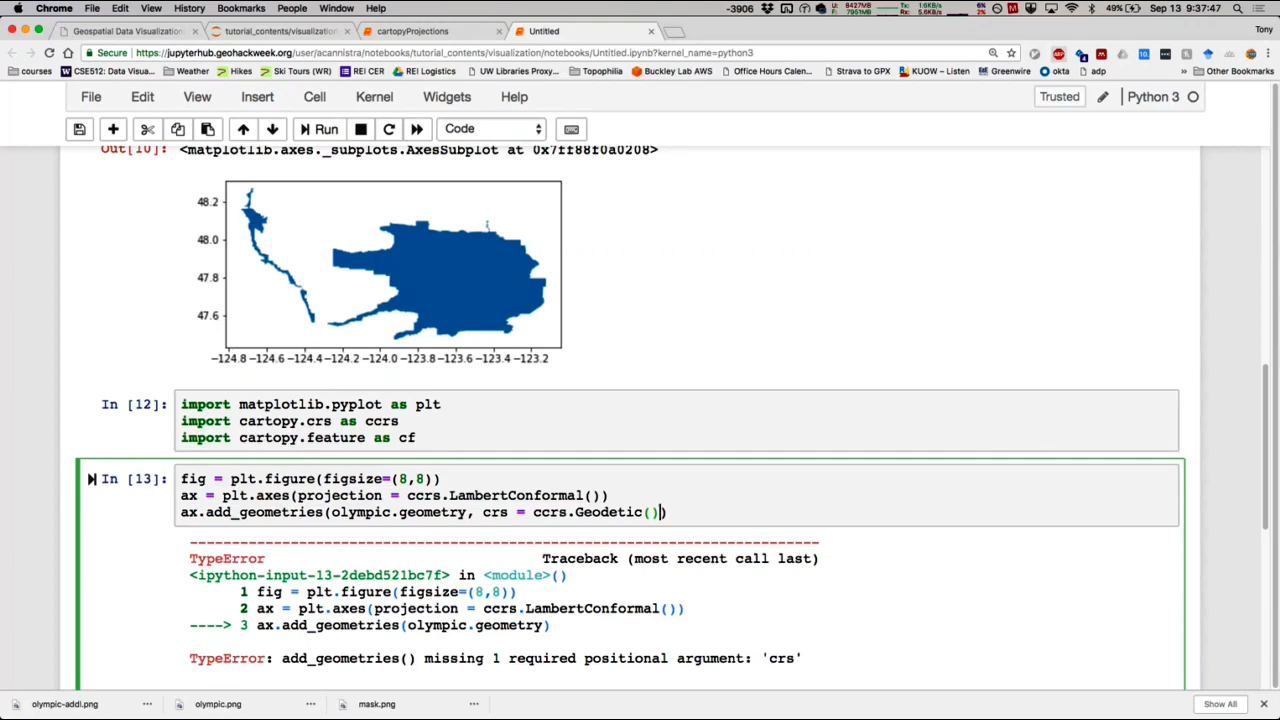 Chrome File Edit View History Bookmarks People Window Help -3906 49% Sep 13 9:37:47
Geospatial Data Visualization tutorial_contents/visualization cartopyProjections Untitled Tony
Secure https://jupyterhub.geohackweek.org/user/acannistra/notebooks/tutorial_contents/visualization/notebooks/Untitled.ipynb?kernel_name=python3
courses CSE512: Data Visua... Weather Hikes Ski Tours (WR) REI CER REI Logistics UW Libraries Proxy... Topophilia Buckley Lab AWS Office Hours Calen... Strava to GPX KUOW – Listen Greenwire okta adp » Other Bookmarks
File Edit View Insert Cell Kernel Widgets Help Trusted Python 3
Run Code
Out[10]: <matplotlib.axes._subplots.AxesSubplot at 0x7ff88f0a0208>
48.2
48.0
47.8
47.6
−124.8 −124.6 −124.4 −124.2 −124.0 −123.8 −123.6 −123.4 −123.2
In [12]: import matplotlib.pyplot as plt
import cartopy.crs as ccrs
import cartopy.feature as cf
In [13]: fig = plt.figure(figsize=(8,8))
ax = plt.axes(projection = ccrs.LambertConformal())
ax.add_geometries(olympic.geometry, crs = ccrs.Geodetic())
---------------------------------------------------------------------------
TypeError Traceback (most recent call last)
<ipython-input-13-2debd521bc7f> in <module>()
1 fig = plt.figure(figsize=(8,8))
2 ax = plt.axes(projection = ccrs.LambertConformal())
----> 3 ax.add_geometries(olympic.geometry)
TypeError: add_geometries() missing 1 required positional argument: 'crs'
olympic-addl.png olympic.png mask.png Show All